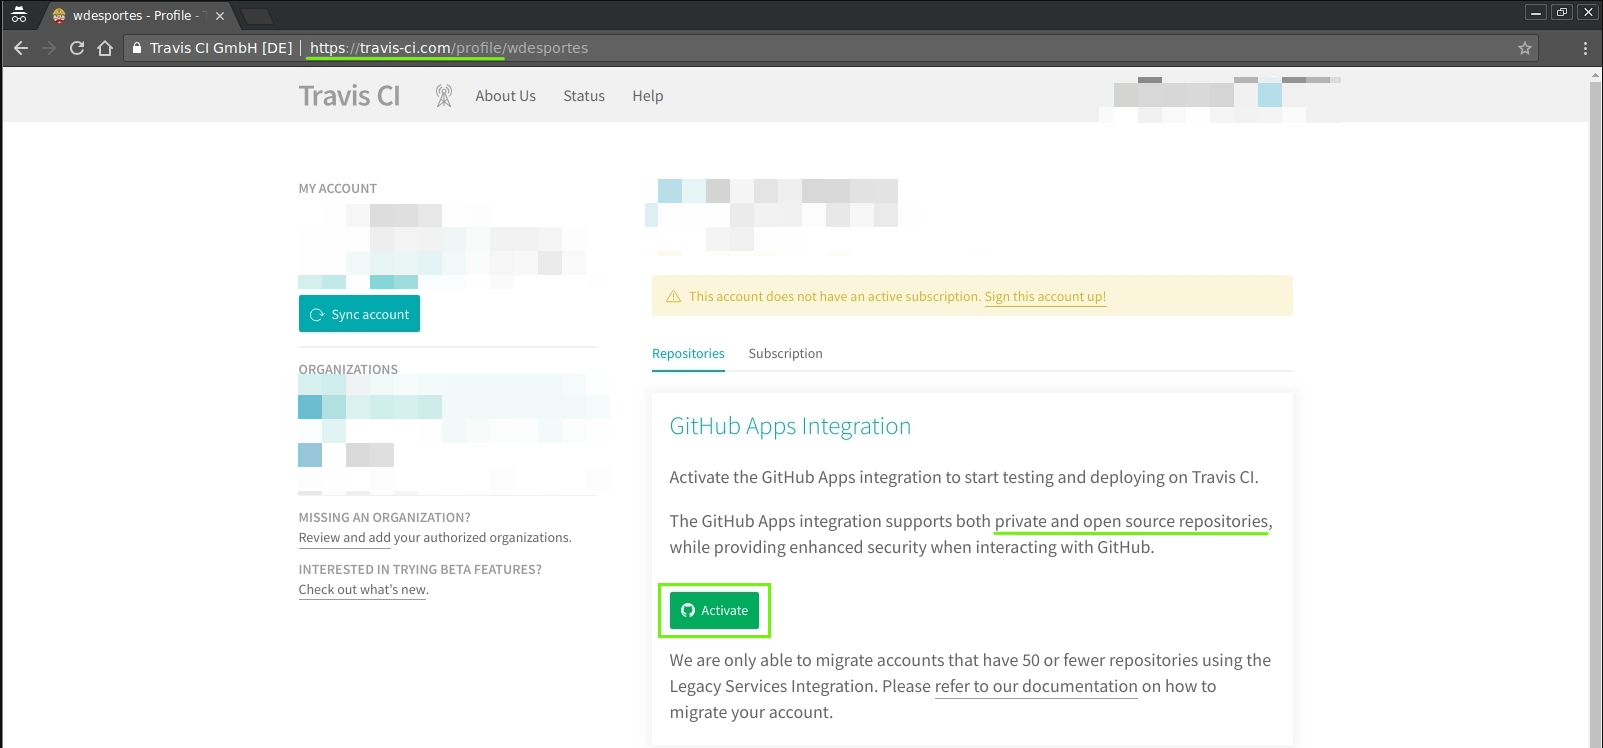 wdesportes - Profile -
Travis CI GmbH [DE] | https://travis-ci.com/profile/wdesportes
Travis CI
About Us
Status
Help
MY ACCOUNT
Sync account
ORGANIZATIONS
MISSING AN ORGANIZATION?
Review and add your authorized organizations.
INTERESTED IN TRYING BETA FEATURES?
Check out what's new.
This account does not have an active subscription. Sign this account up!
Repositories
Subscription
GitHub Apps Integration
Activate the GitHub Apps integration to start testing and deploying on Travis CI.
The GitHub Apps integration supports both private and open source repositories,
while providing enhanced security when interacting with GitHub.
Activate
We are only able to migrate accounts that have 50 or fewer repositories using the
Legacy Services Integration. Please refer to our documentation on how to
migrate your account.